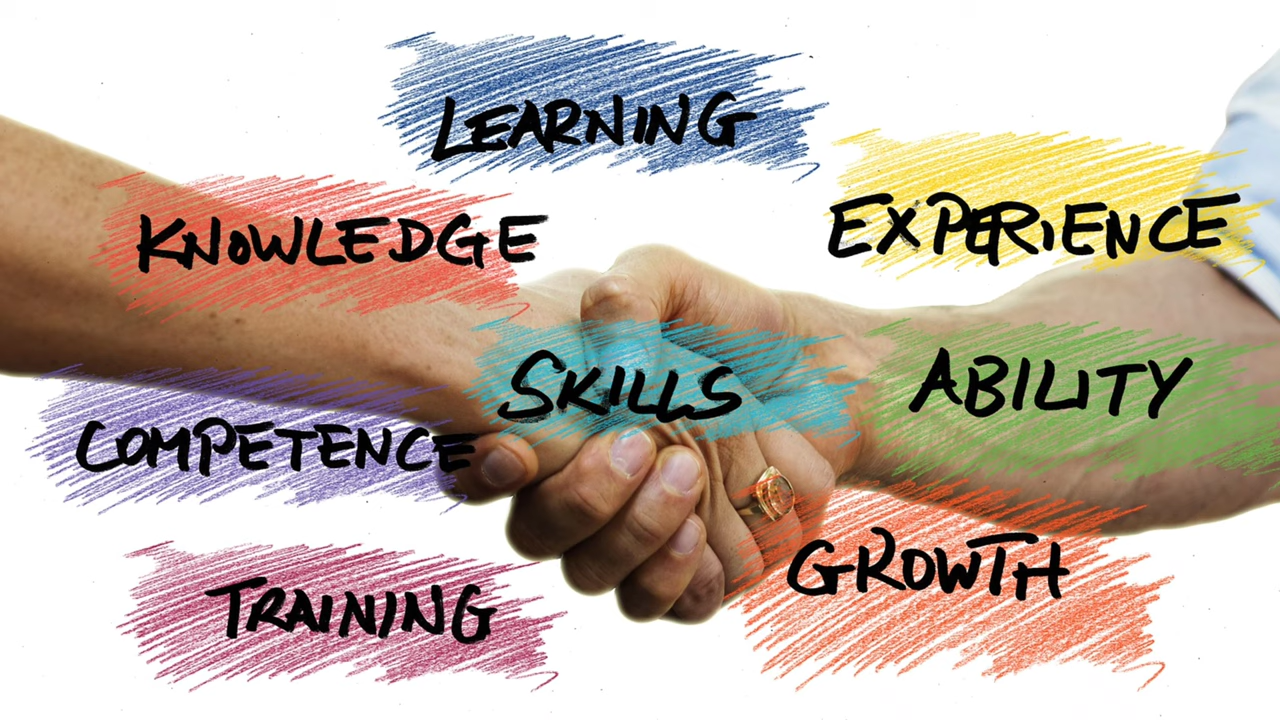 LEARNING
KNOWLEDGE
EXPERIENCE
SKILLS
ABILITY
COMPETENCE
GROWTH
TRAINING